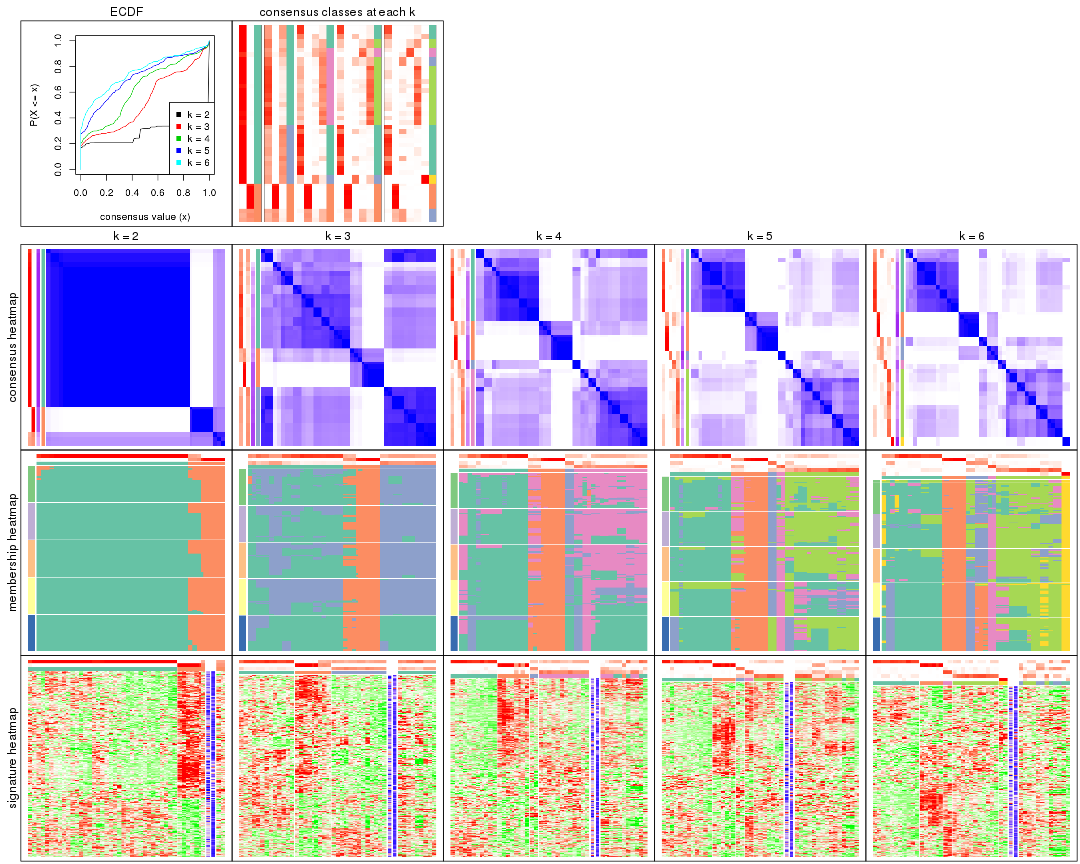 ECDF
consensus classes at each k
P(X <= x)
0.0 0.2 0.4 0.6 0.8 1.0
k = 2
k = 3
k = 4
k = 5
k = 6
0.0 0.2 0.4 0.6 0.8 1.0
consensus value (x)
k = 2 k = 3 k = 4 k = 5 k = 6
consensus heatmap
membership heatmap
signature heatmap